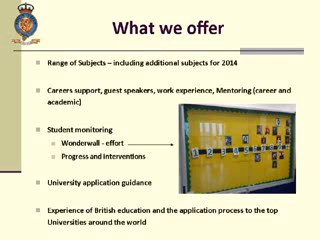 What we offer
Range of Subjects – including additional subjects for 2014
Careers support, guest speakers, work experience, Mentoring (career and
academic)
Student monitoring
Wonderwall - effort
Progress and Interventions
University application guidance
Experience of British education and the application process to the top
Universities around the world